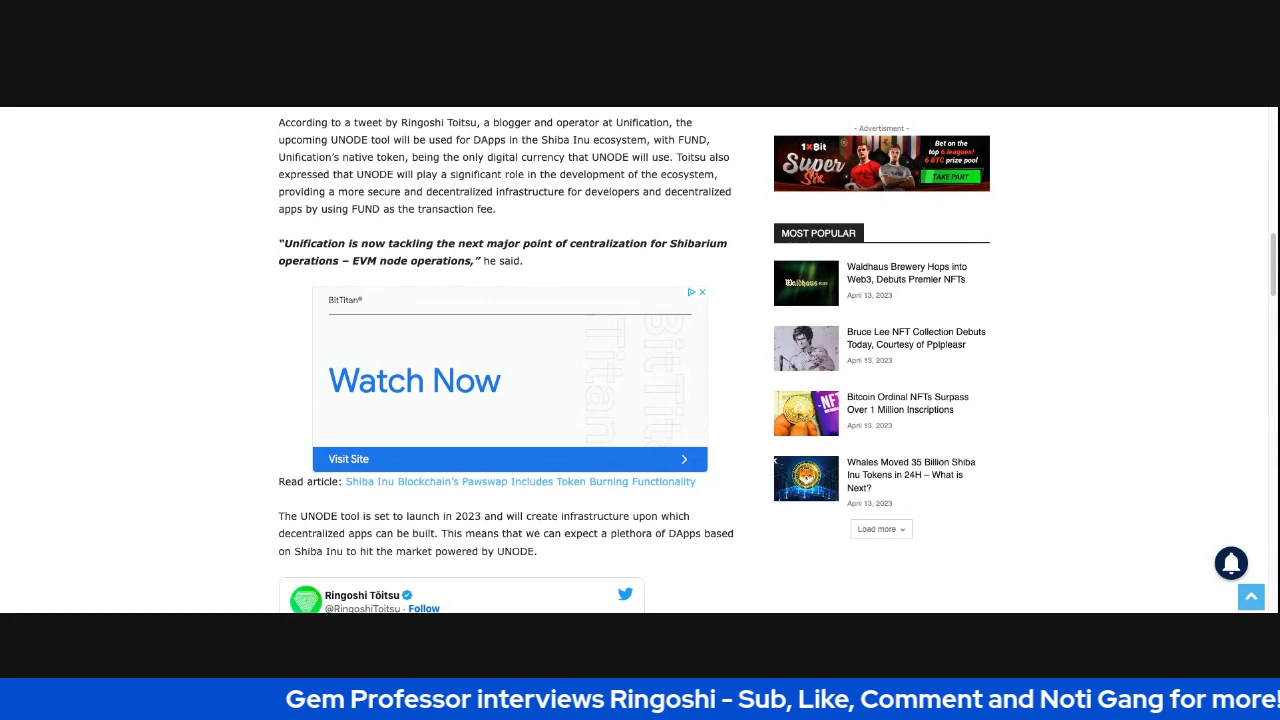 According to a tweet by Ringoshi Toitsu, a blogger and operator at Unification, the
upcoming UNODE tool will be used for DApps in the Shiba Inu ecosystem, with FUND,
Unification's native token, being the only digital currency that UNODE will use. Toitsu also
expressed that UNODE will play a significant role in the development of the ecosystem,
providing a more secure and decentralized infrastructure for developers and decentralized
apps by using FUND as the transaction fee.
"Unification is now tackling the next major point of centralization for Shibarium
operations – EVM node operations," he said.
BitTitan®
Watch Now
Titan
BitTit
Visit Site
Read article: Shiba Inu Blockchain's Pawswap Includes Token Burning Functionality
The UNODE tool is set to launch in 2023 and will create infrastructure upon which
decentralized apps can be built. This means that we can expect a plethora of DApps based
on Shiba Inu to hit the market powered by UNODE.
Ringoshi Tōitsu
@RingoshiToitsu · Follow
- Advertisment -
1xBit
Super
Six
Bet on the
top 6 leagues!
6 BTC prize pool
TAKE PART
MOST POPULAR
Waldhaus
Waldhaus Brewery Hops into
Web3, Debuts Premier NFTs
April 13, 2023
Bruce Lee NFT Collection Debuts
Today, Courtesy of Pplpleasr
April 13, 2023
NF
Bitcoin Ordinal NFTs Surpass
Over 1 Million Inscriptions
April 13, 2023
Whales Moved 35 Billion Shiba
Inu Tokens in 24H – What is
Next?
April 13, 2023
Load more
Gem Professor interviews Ringoshi - Sub, Like, Comment and Noti Gang for more!